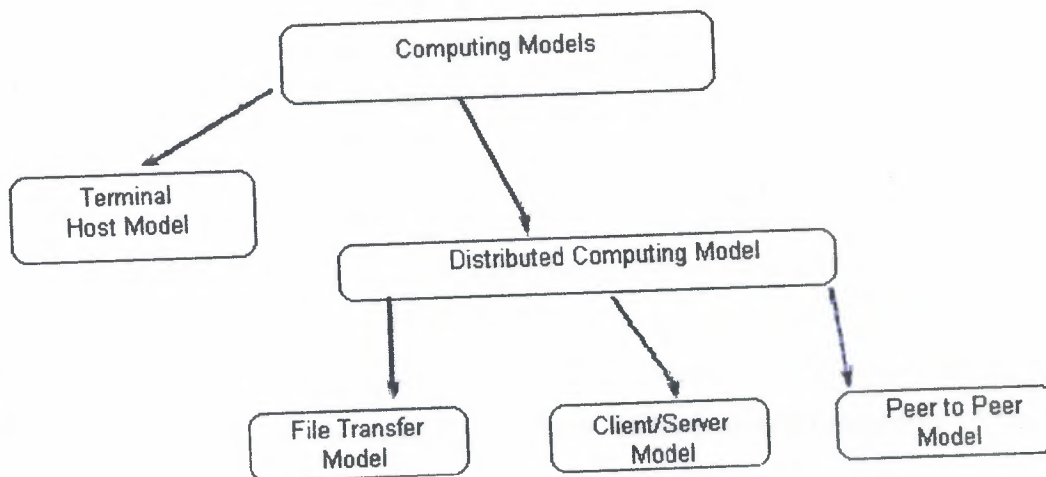 Computing Models
Terminal
Host Model
Distributed Computing Model
File Transfer
Model
Client/Server
Model
Peer to Peer
Model